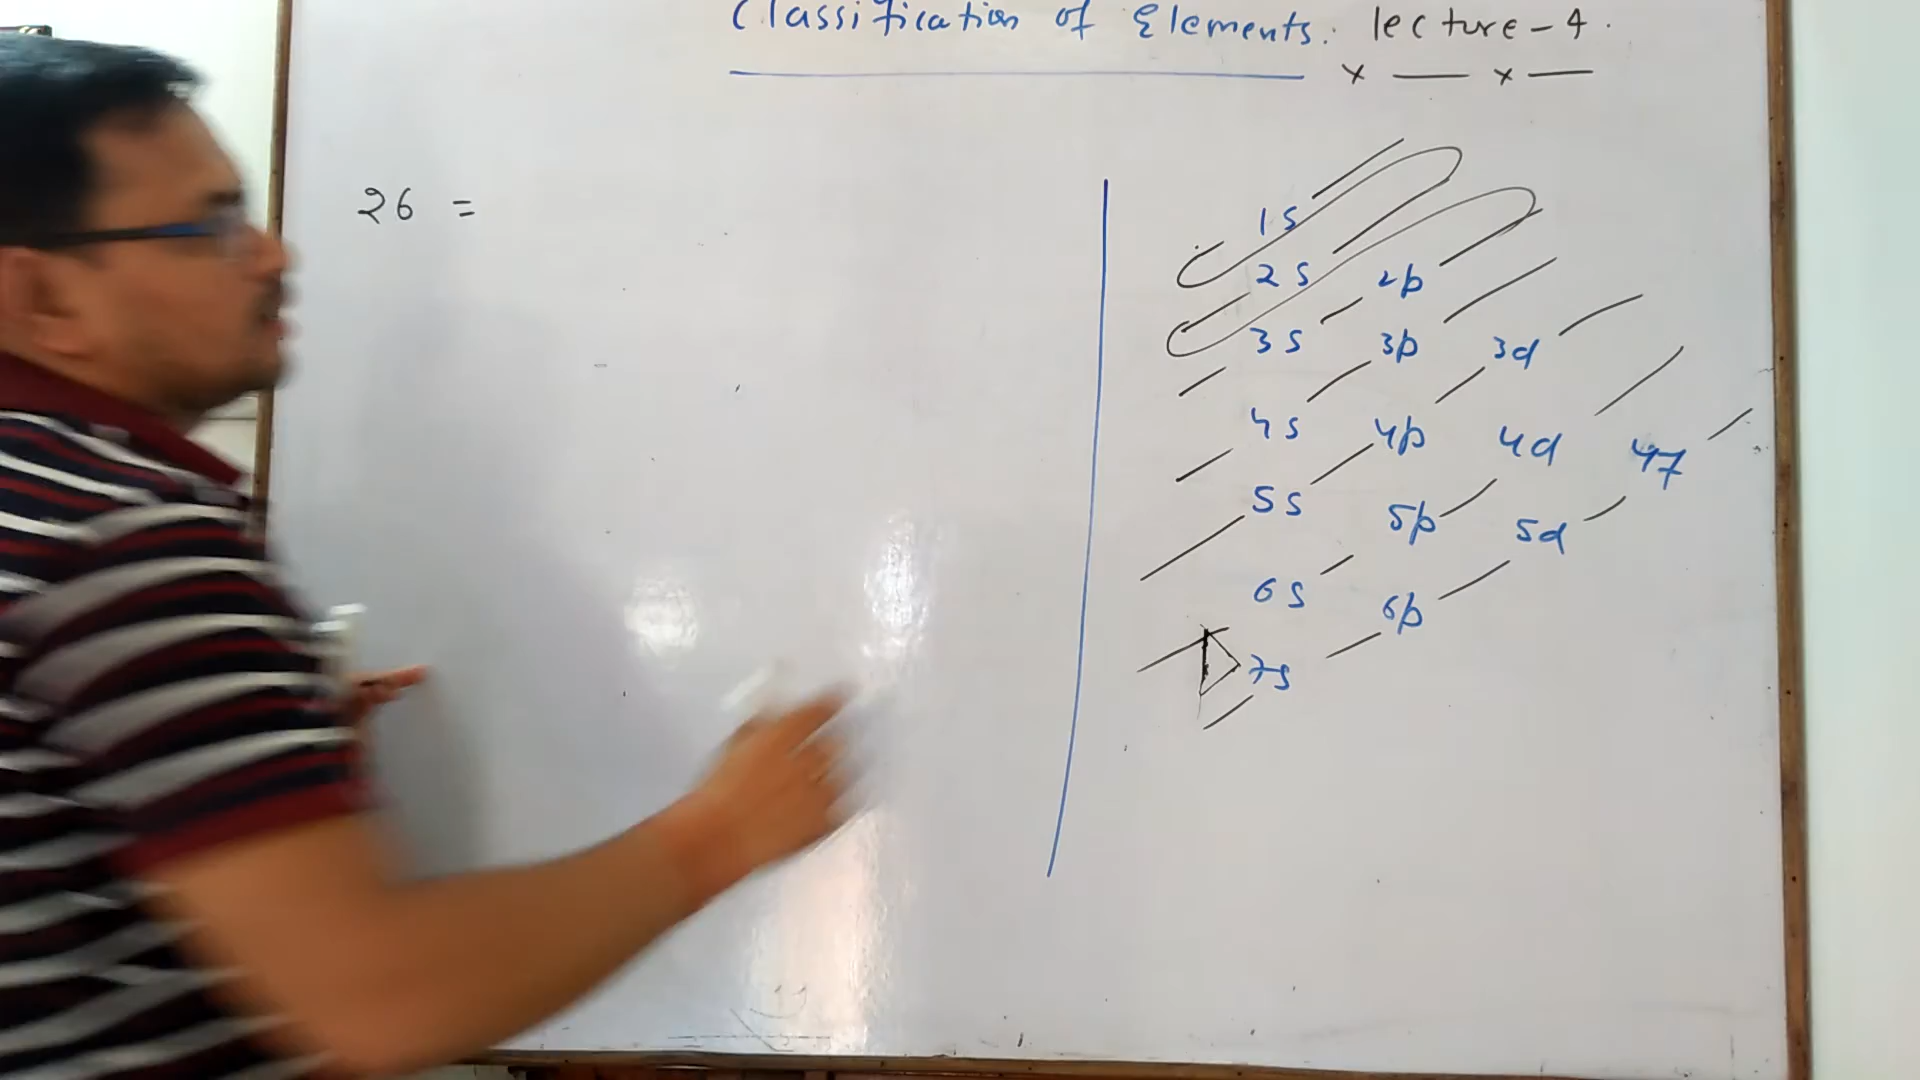 Classification of Elements. lecture-4.
26 =
1s
2s 2p
3s 3p 3d
4s 4p 4d 4f
5s 5p 5d
6s 6p
7s